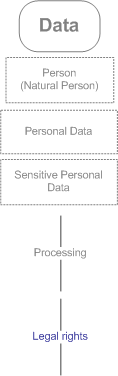 Data
Person
(Natural Person)
Personal Data
Sensitive Personal
Data
Processing
Legal rights